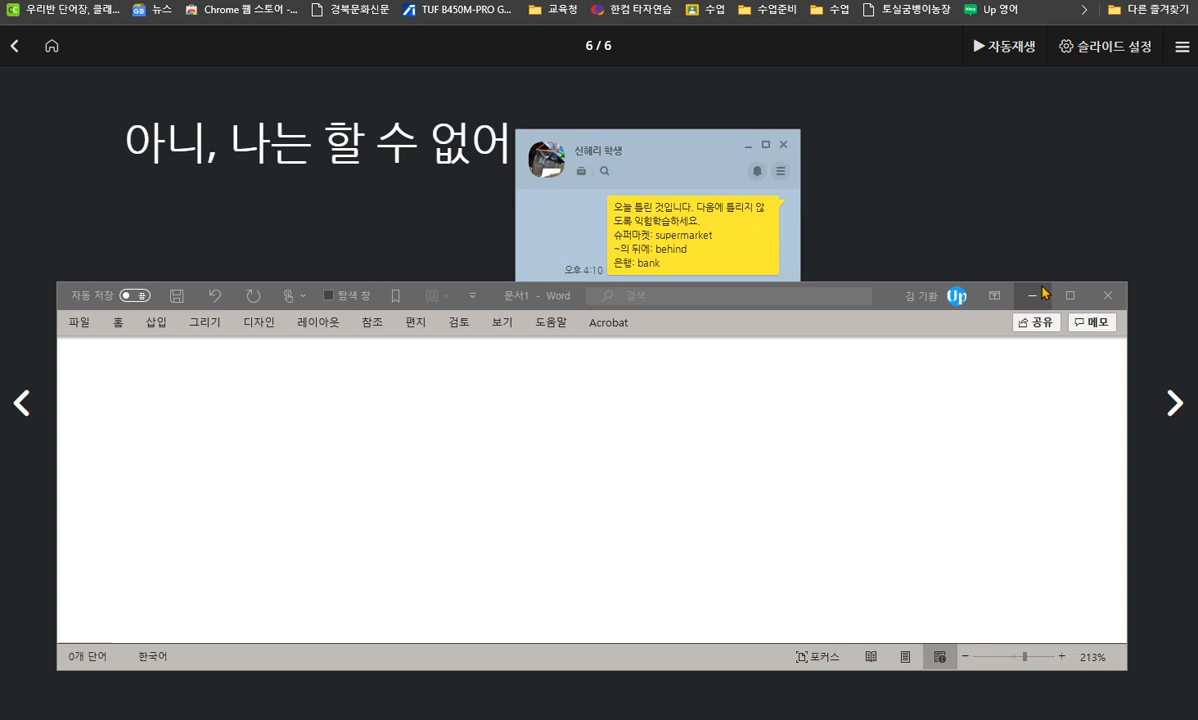 우리반 단어장, 클래... 뉴스 Chrome 웹 스토어 -... 경북문화신문 TUF B450M-PRO G... 교육청 한컴 타자연습 수업 수업준비 수업 토실굼벵이농장 Up 영어 다른 즐겨찾기
6 / 6 자동재생 슬라이드 설정
아니, 나는 할 수 없어
신혜리 학생
오늘 틀린 것입니다. 다음에 틀리지 않
도록 익힘학습하세요.
슈퍼마켓: supermarket
~의 뒤에: behind
은행: bank
오후 4:10
자동 저장 끔 탐색 창 문서1 - Word 검색 김 기환 Up
파일 홈 삽입 그리기 디자인 레이아웃 참조 편지 검토 보기 도움말 Acrobat 공유 메모
0개 단어 한국어 포커스 213%